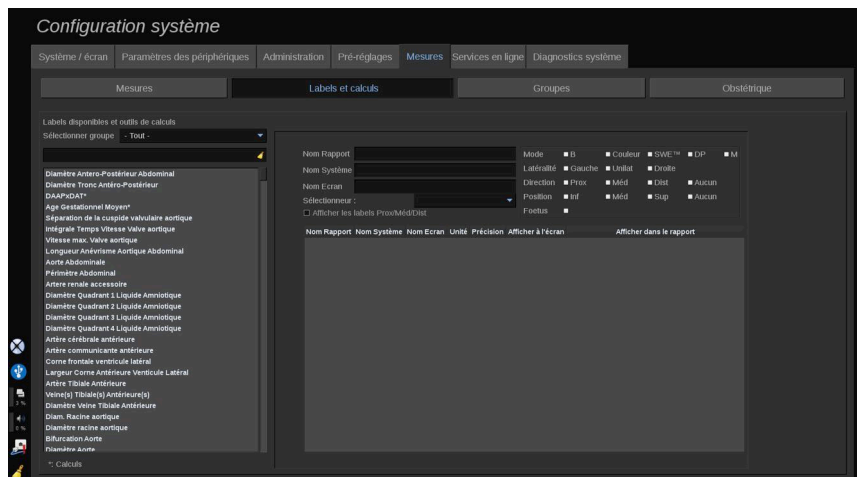 Configuration système
Système / écran Paramètres des périphériques Administration Pré-réglages Mesures Services en ligne Diagnostics système
Mesures Labels et calculs Groupes Obstétrique
Labels disponibles et outils de calculs
Sélectionner groupe - Tout -
Diamètre Antero-Postérieur Abdominal
Diamètre Tronc Antéro-Postérieur
DAAPxDAT*
Age Gestationnel Moyen*
Séparation de la cuspide valvulaire aortique
Intégrale Temps Vitesse Valve aortique
Vitesse max. Valve aortique
Longueur Anévrisme Aortique Abdominal
Aorte Abdominale
Périmètre Abdominal
Artere renale accessoire
Diamètre Quadrant 1 Liquide Amniotique
Diamètre Quadrant 2 Liquide Amniotique
Diamètre Quadrant 3 Liquide Amniotique
Diamètre Quadrant 4 Liquide Amniotique
Artère cérébrale antérieure
Artère communicante antérieure
Corne frontale ventricule latéral
Largeur Corne Antérieure Venticule Latéral
Artère Tibiale Antérieure
Veine(s) Tibiale(s) Antérieure(s)
Diamètre Veine Tibiale Antérieure
Diam. Racine aortique
Diamètre racine aortique
Bifurcation Aorte
Diamètre Aorte
*: Calculs
Nom Rapport
Nom Système
Nom Ecran
Sélectionneur :
Afficher les labels Prox/Méd/Dist
Mode B Couleur SWE™ DP M
Latéralité Gauche Unilat Droite
Direction Prox Méd Dist Aucun
Position Inf Méd Sup Aucun
Foetus
Nom Rapport Nom Système Nom Ecran Unité Précision Afficher à l'écran Afficher dans le rapport